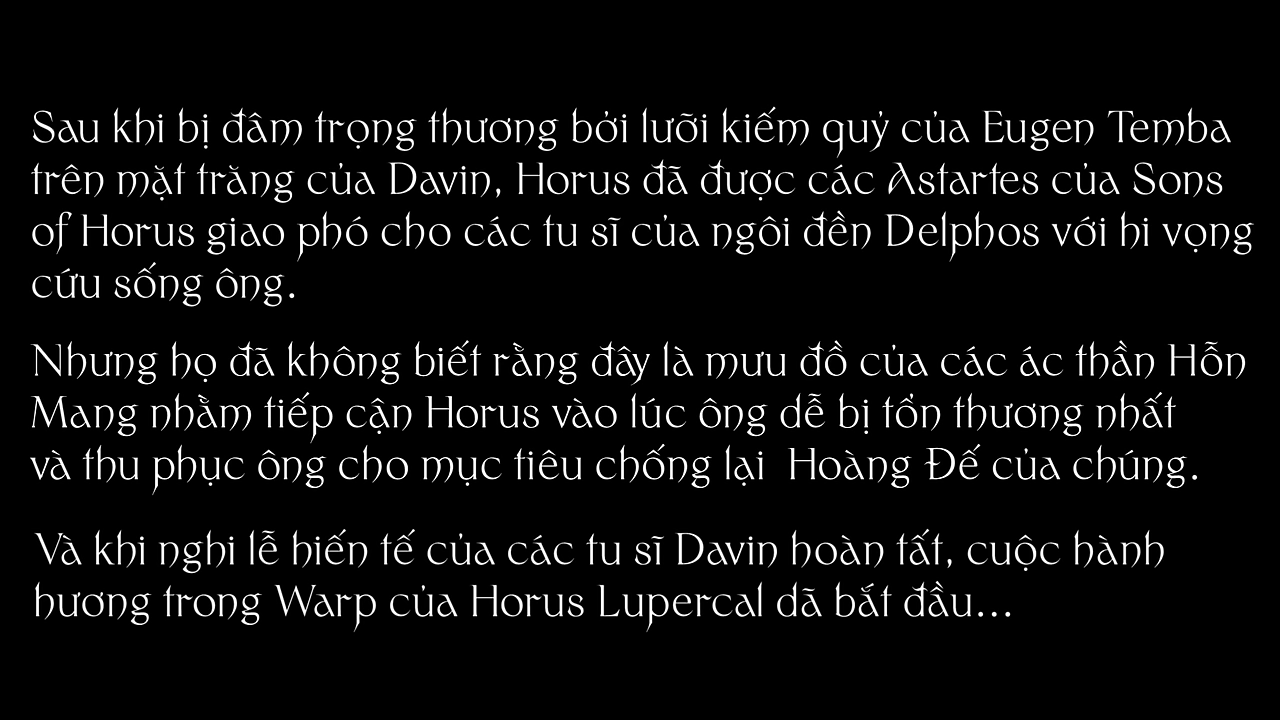 Sau khi bị đâm trọng thương bởi lưỡi kiếm quỷ của Eugen Temba
trên mặt trăng của Davin, Horus đã được các Astartes của Sons
of Horus giao phó cho các tu sĩ của ngôi đền Delphos với hi vọng
cứu sống ông.
Nhưng họ đã không biết rằng đây là mưu đồ của các ác thần Hỗn
Mang nhằm tiếp cận Horus vào lúc ông dễ bị tổn thương nhất
và thu phục ông cho mục tiêu chống lại  Hoàng Đế của chúng.
Và khi nghi lễ hiến tế của các tu sĩ Davin hoàn tất, cuộc hành
hương trong Warp của Horus Lupercal dã bắt đầu...